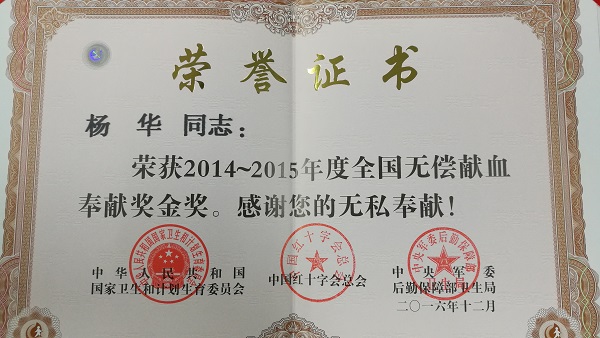 荣誉证书
杨华 同志：
荣获2014~2015年度全国无偿献血
奉献奖金奖。感谢您的无私奉献！
中华人民共和国
国家卫生和计划生育委员会
中国红十字会总会
中央军委
后勤保障部卫生局
二〇一六年十二月